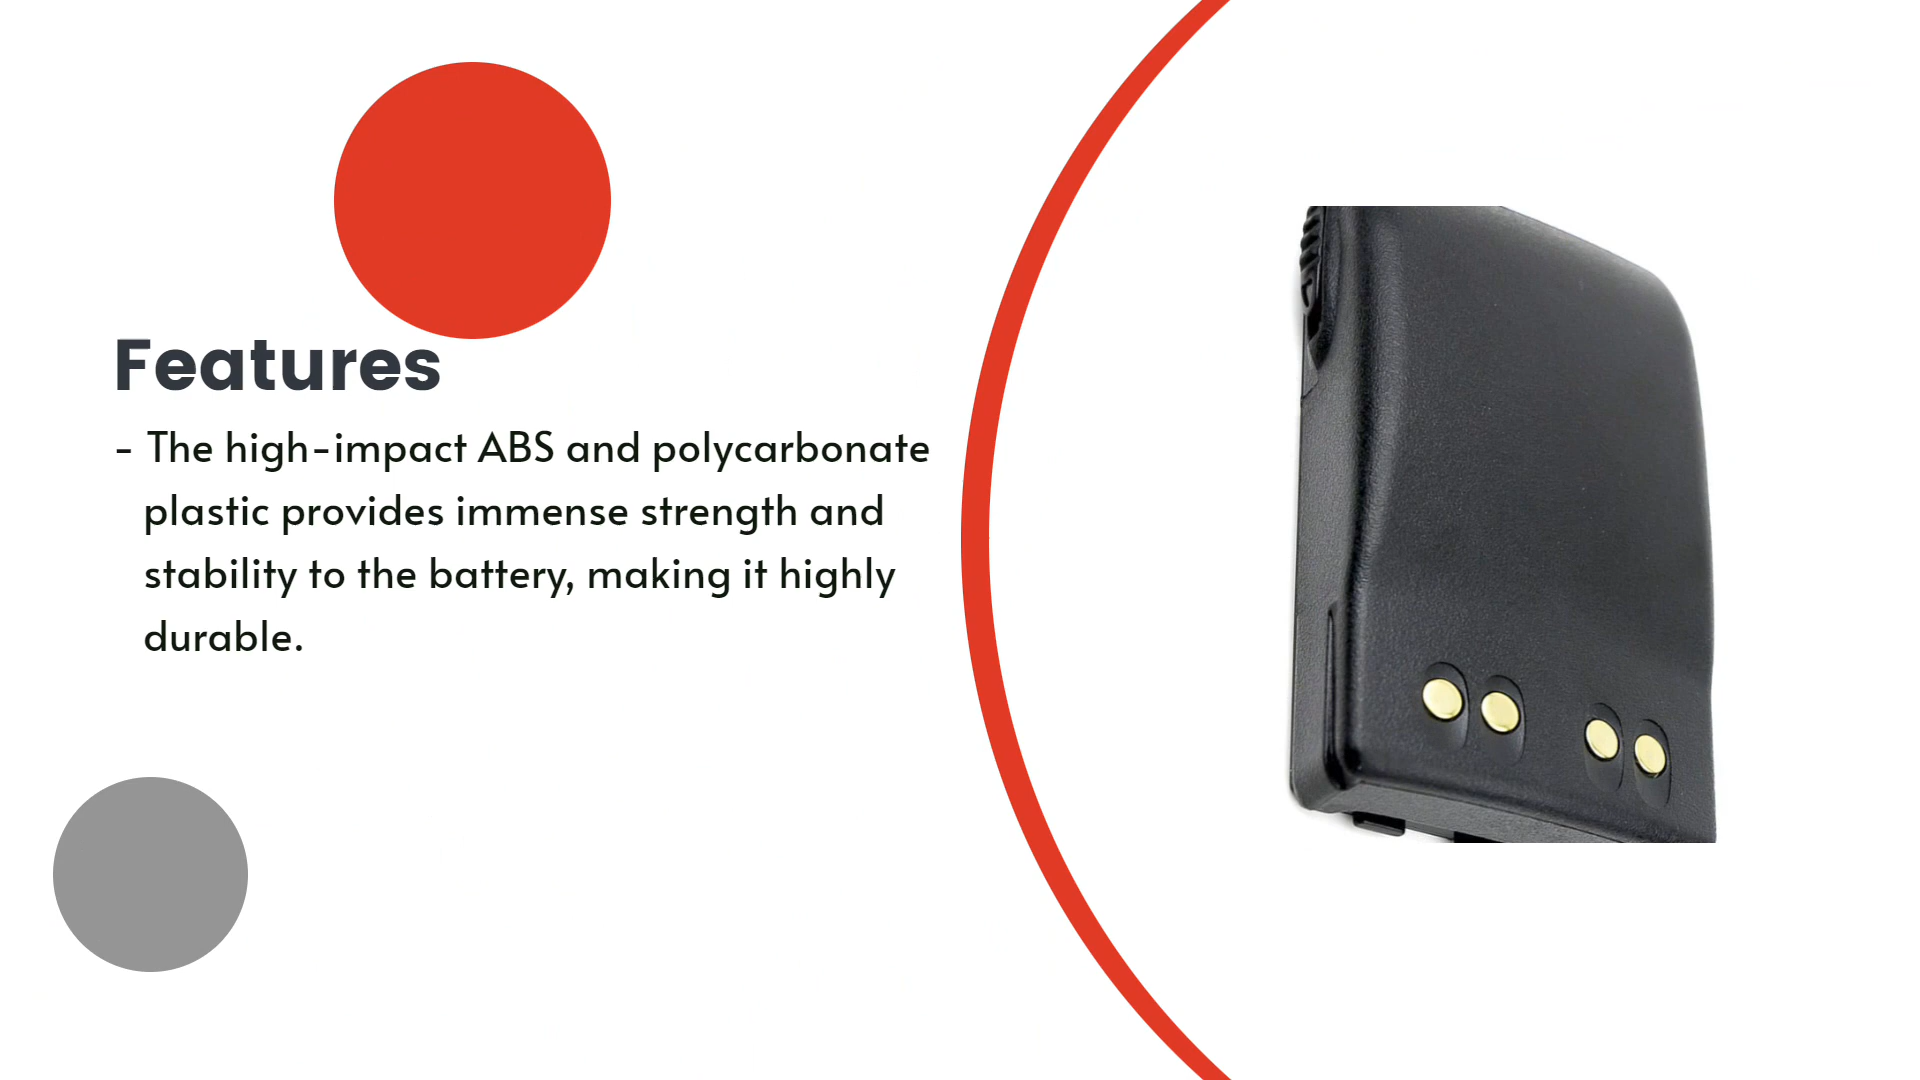 Features
- The high-impact ABS and polycarbonate
plastic provides immense strength and
stability to the battery, making it highly
durable.